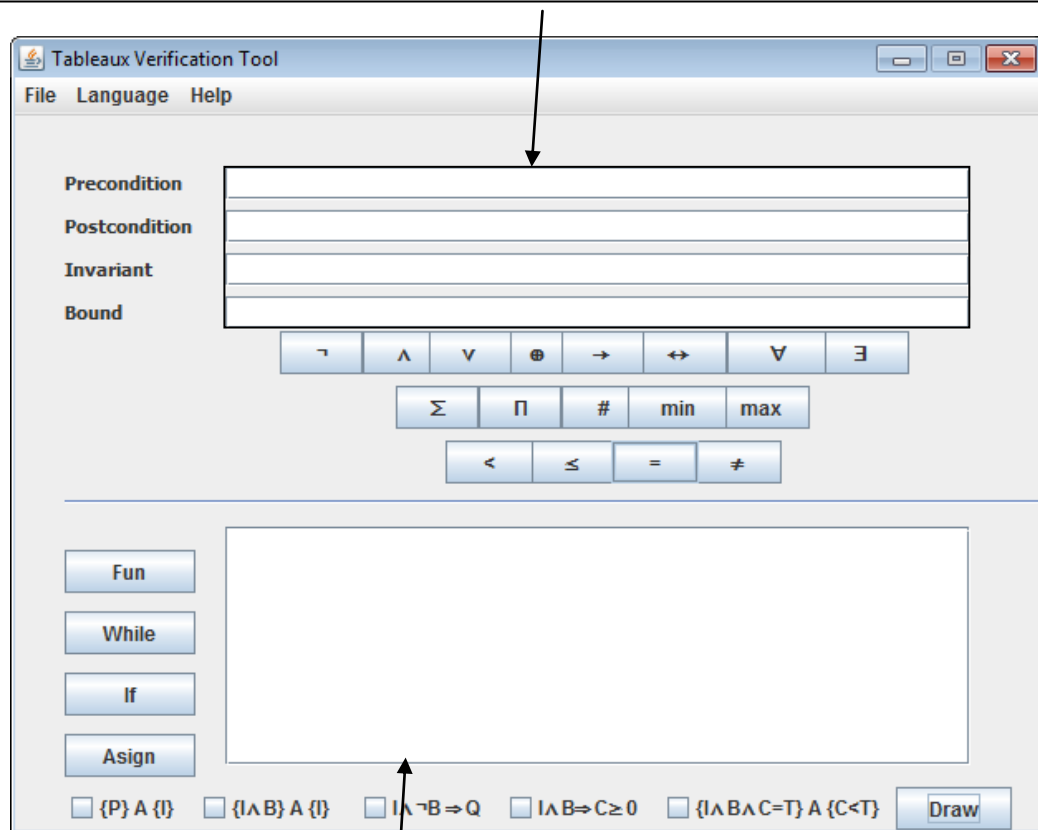 Tableaux Verification Tool
File Language Help
Precondition
Postcondition
Invariant
Bound
¬ ∧ ∨ ⊕ → ↔ ∀ ∃
Σ Π # min max
< ≤ = ≠
Fun
While
If
Asign
{P} A {I} {I∧B} A {I} I∧¬B⇒Q I∧B⇒C≥0 {I∧B∧C=T} A {C<T} Draw